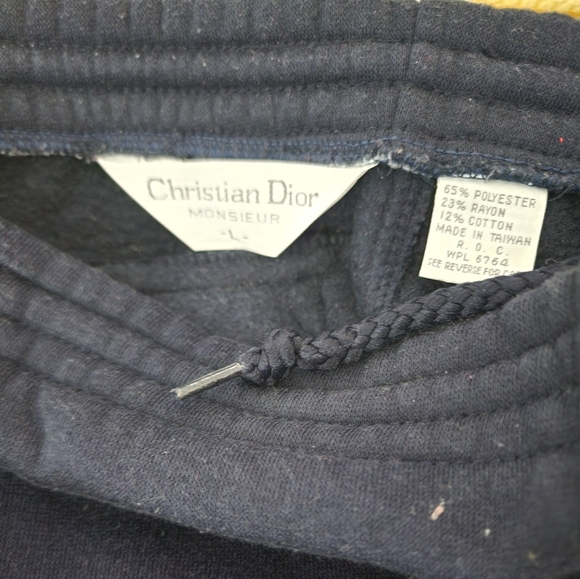 Christian Dior
MONSIEUR
-L-
65% POLYESTER
23% RAYON
12% COTTON
MADE IN TAIWAN
R. O. C.
WPL 6764
SEE REVERSE FOR